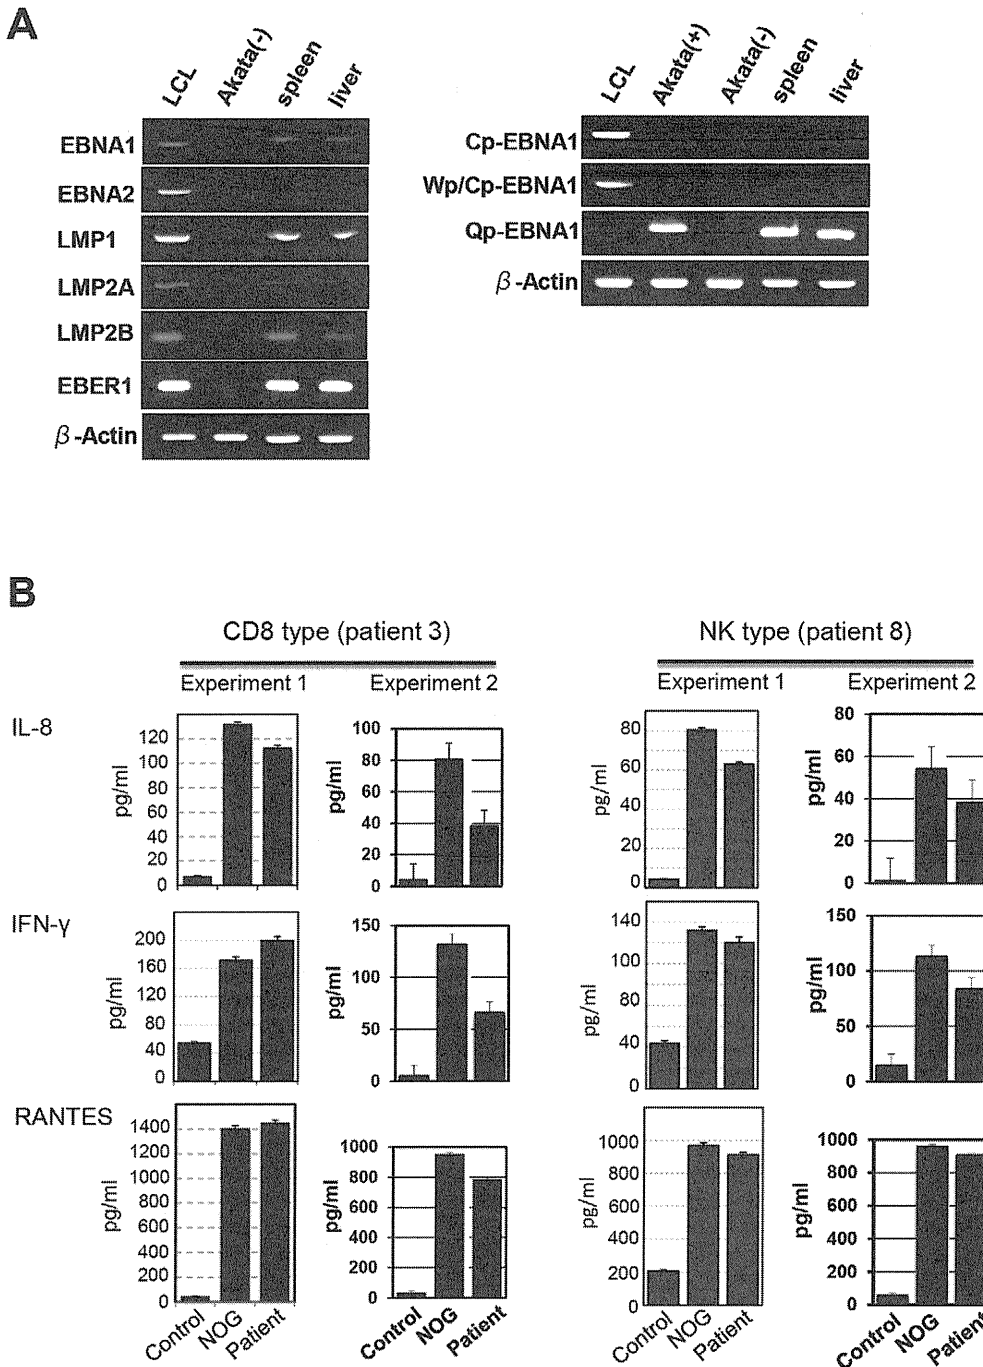 A
LCL
Akata(-)
spleen
liver
EBNA1
EBNA2
LMP1
LMP2A
LMP2B
EBER1
β-Actin
LCL
Akata(+)
Akata(-)
spleen
liver
Cp-EBNA1
Wp/Cp-EBNA1
Qp-EBNA1
β-Actin
B
CD8 type (patient 3)
NK type (patient 8)
Experiment 1
Experiment 2
Experiment 1
Experiment 2
IL-8
pg/ml
120
100
80
60
40
20
0
pg/ml
100
80
60
40
20
0
pg/ml
80
60
40
20
0
pg/ml
80
60
40
20
0
IFN-γ
pg/ml
200
160
120
80
40
0
pg/ml
150
100
50
0
pg/ml
140
100
80
40
0
pg/ml
150
100
50
0
RANTES
pg/ml
1400
1200
1000
800
600
400
200
0
pg/ml
1000
800
600
400
200
0
pg/ml
1000
800
600
400
200
0
pg/ml
1000
800
600
400
200
0
Control
NOG
Patient
Control
NOG
Patient
Control
NOG
Patient
Control
NOG
Patient